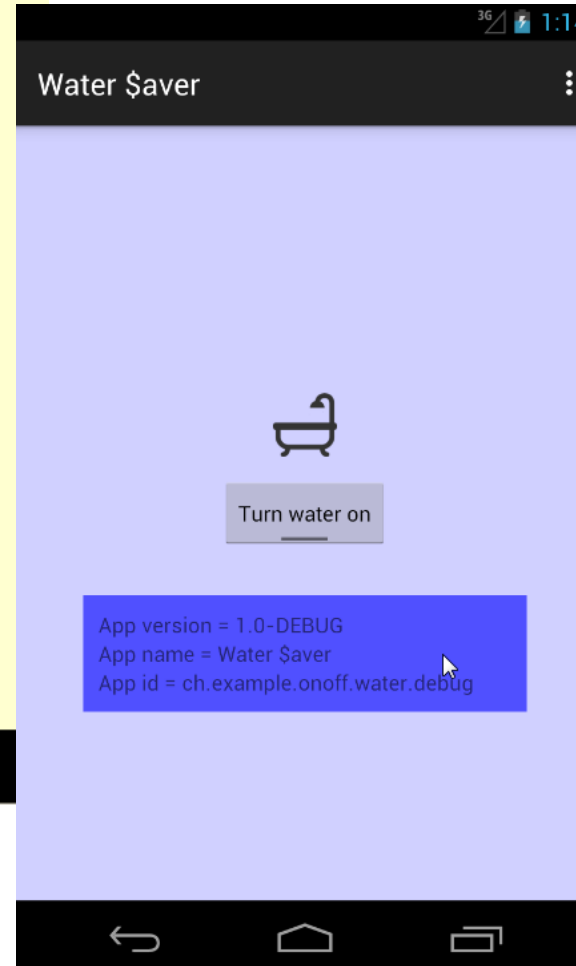 3G
Water $aver
Turn water on
App version = 1.0-DEBUG
App name = Water $aver
App id = ch.example.onoff.water.debug